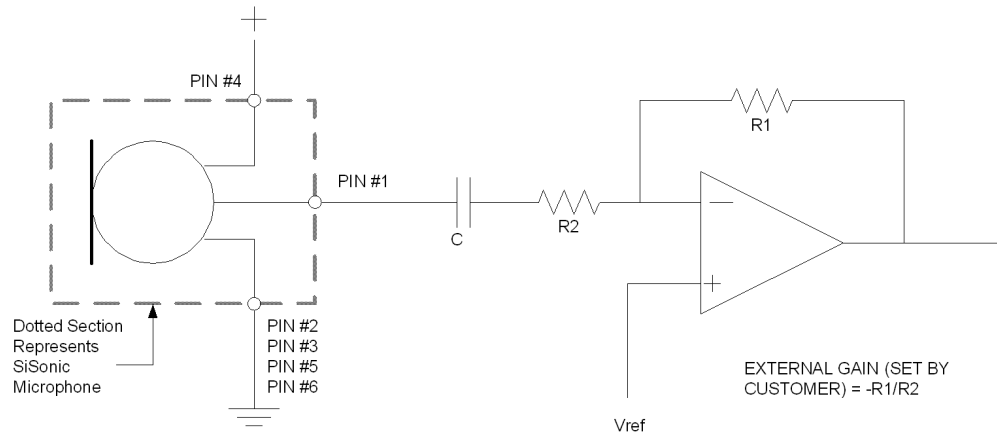 PIN #4
R1
PIN #1
C
R2
Dotted Section
Represents
SiSonic
Microphone
PIN #2
PIN #3
PIN #5
PIN #6
EXTERNAL GAIN (SET BY
CUSTOMER) = -R1/R2
Vref